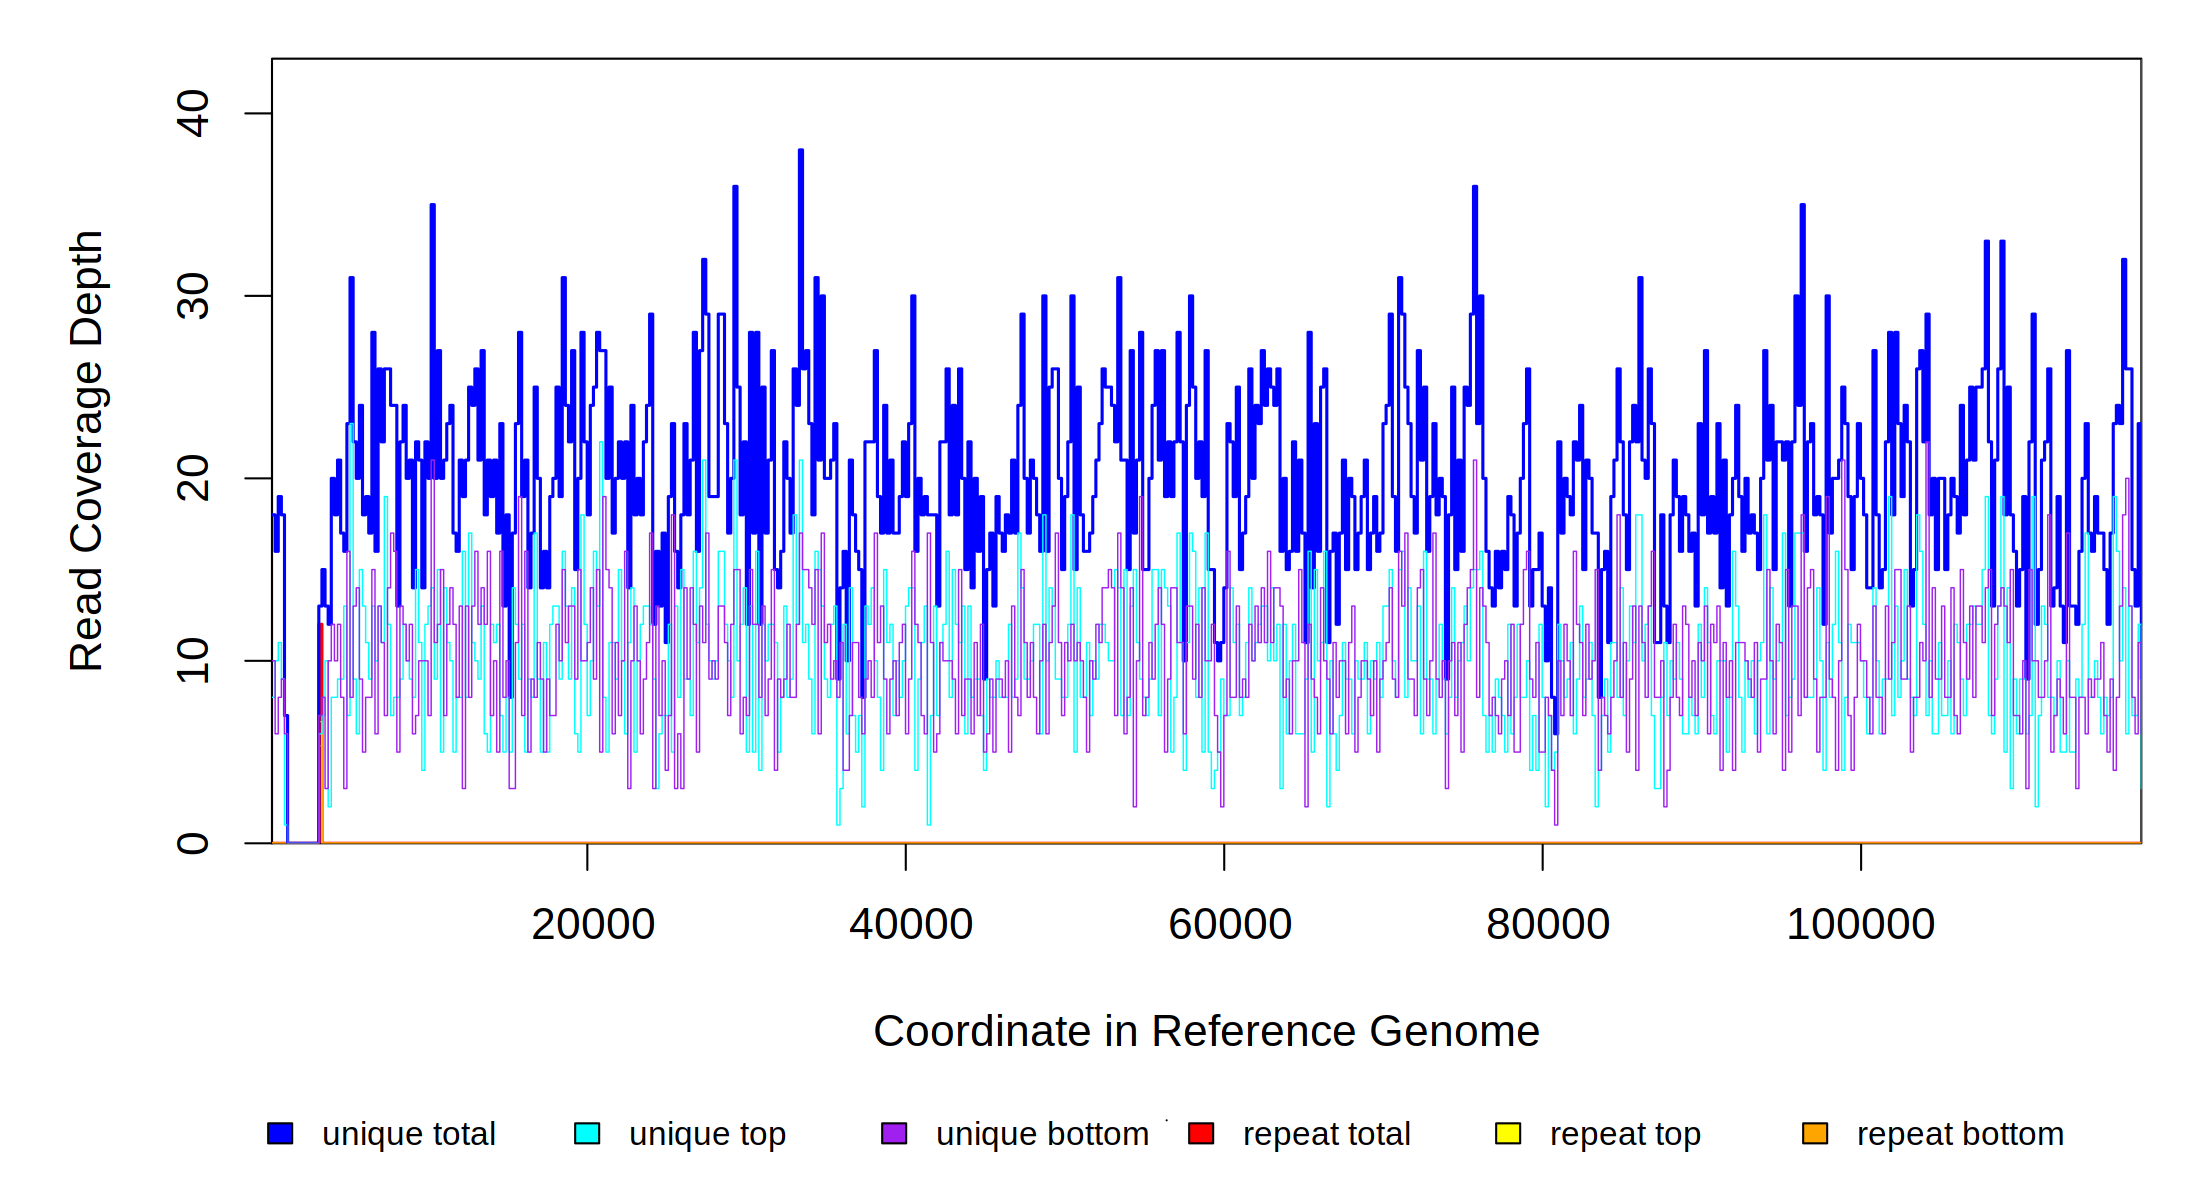 40
30
20
10
0
Read Coverage Depth
20000 40000 60000 80000 100000
Coordinate in Reference Genome
unique total unique top unique bottom repeat total repeat top repeat bottom